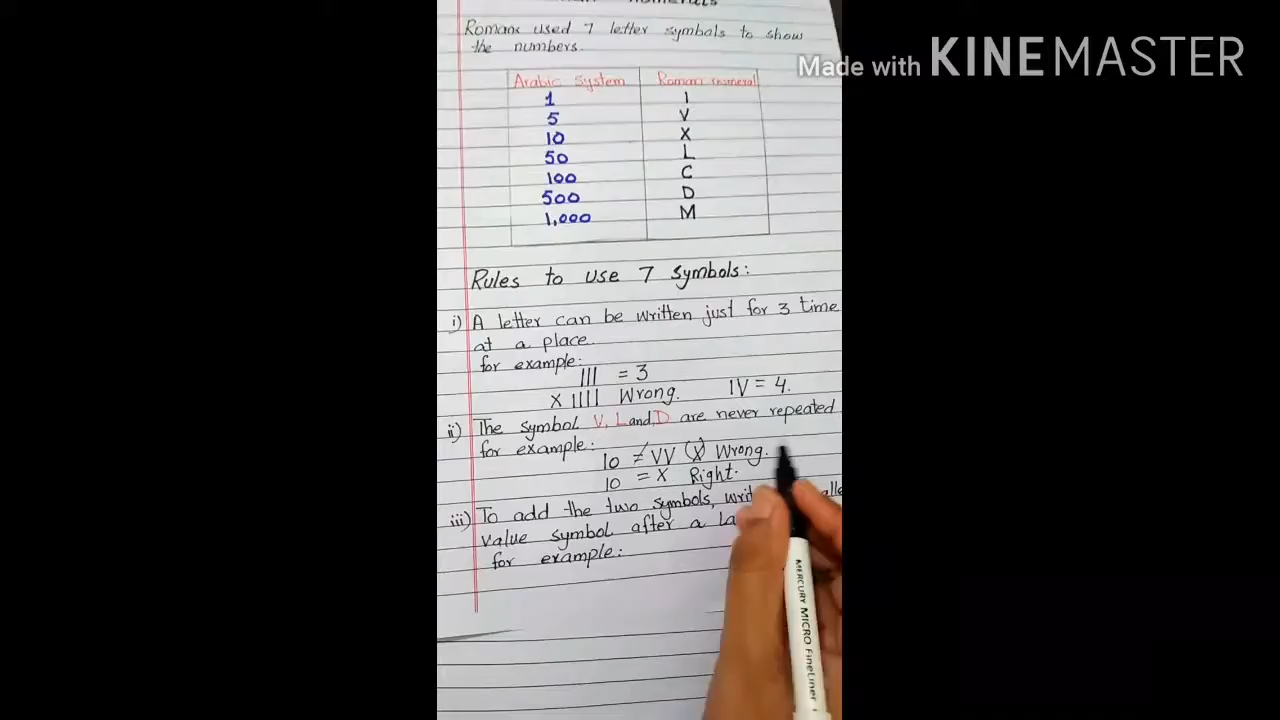 Made with KINEMASTER
Romans used 7 letter symbols to show
the numbers.
Arabic System Roman numeral
1 I
5 V
10 X
50 L
100 C
500 D
1,000 M
Rules to use 7 symbols:
i) A letter can be written just for 3 time
at a place.
for example:
III = 3
X IIII Wrong. IV = 4.
ii) The symbol V, L and, D are never repeated
for example:
10 ≠ VV (X) Wrong.
10 = X Right.
iii) To add the two symbols,
value symbol after a
for example:
MERCURY MICRO FineLiner